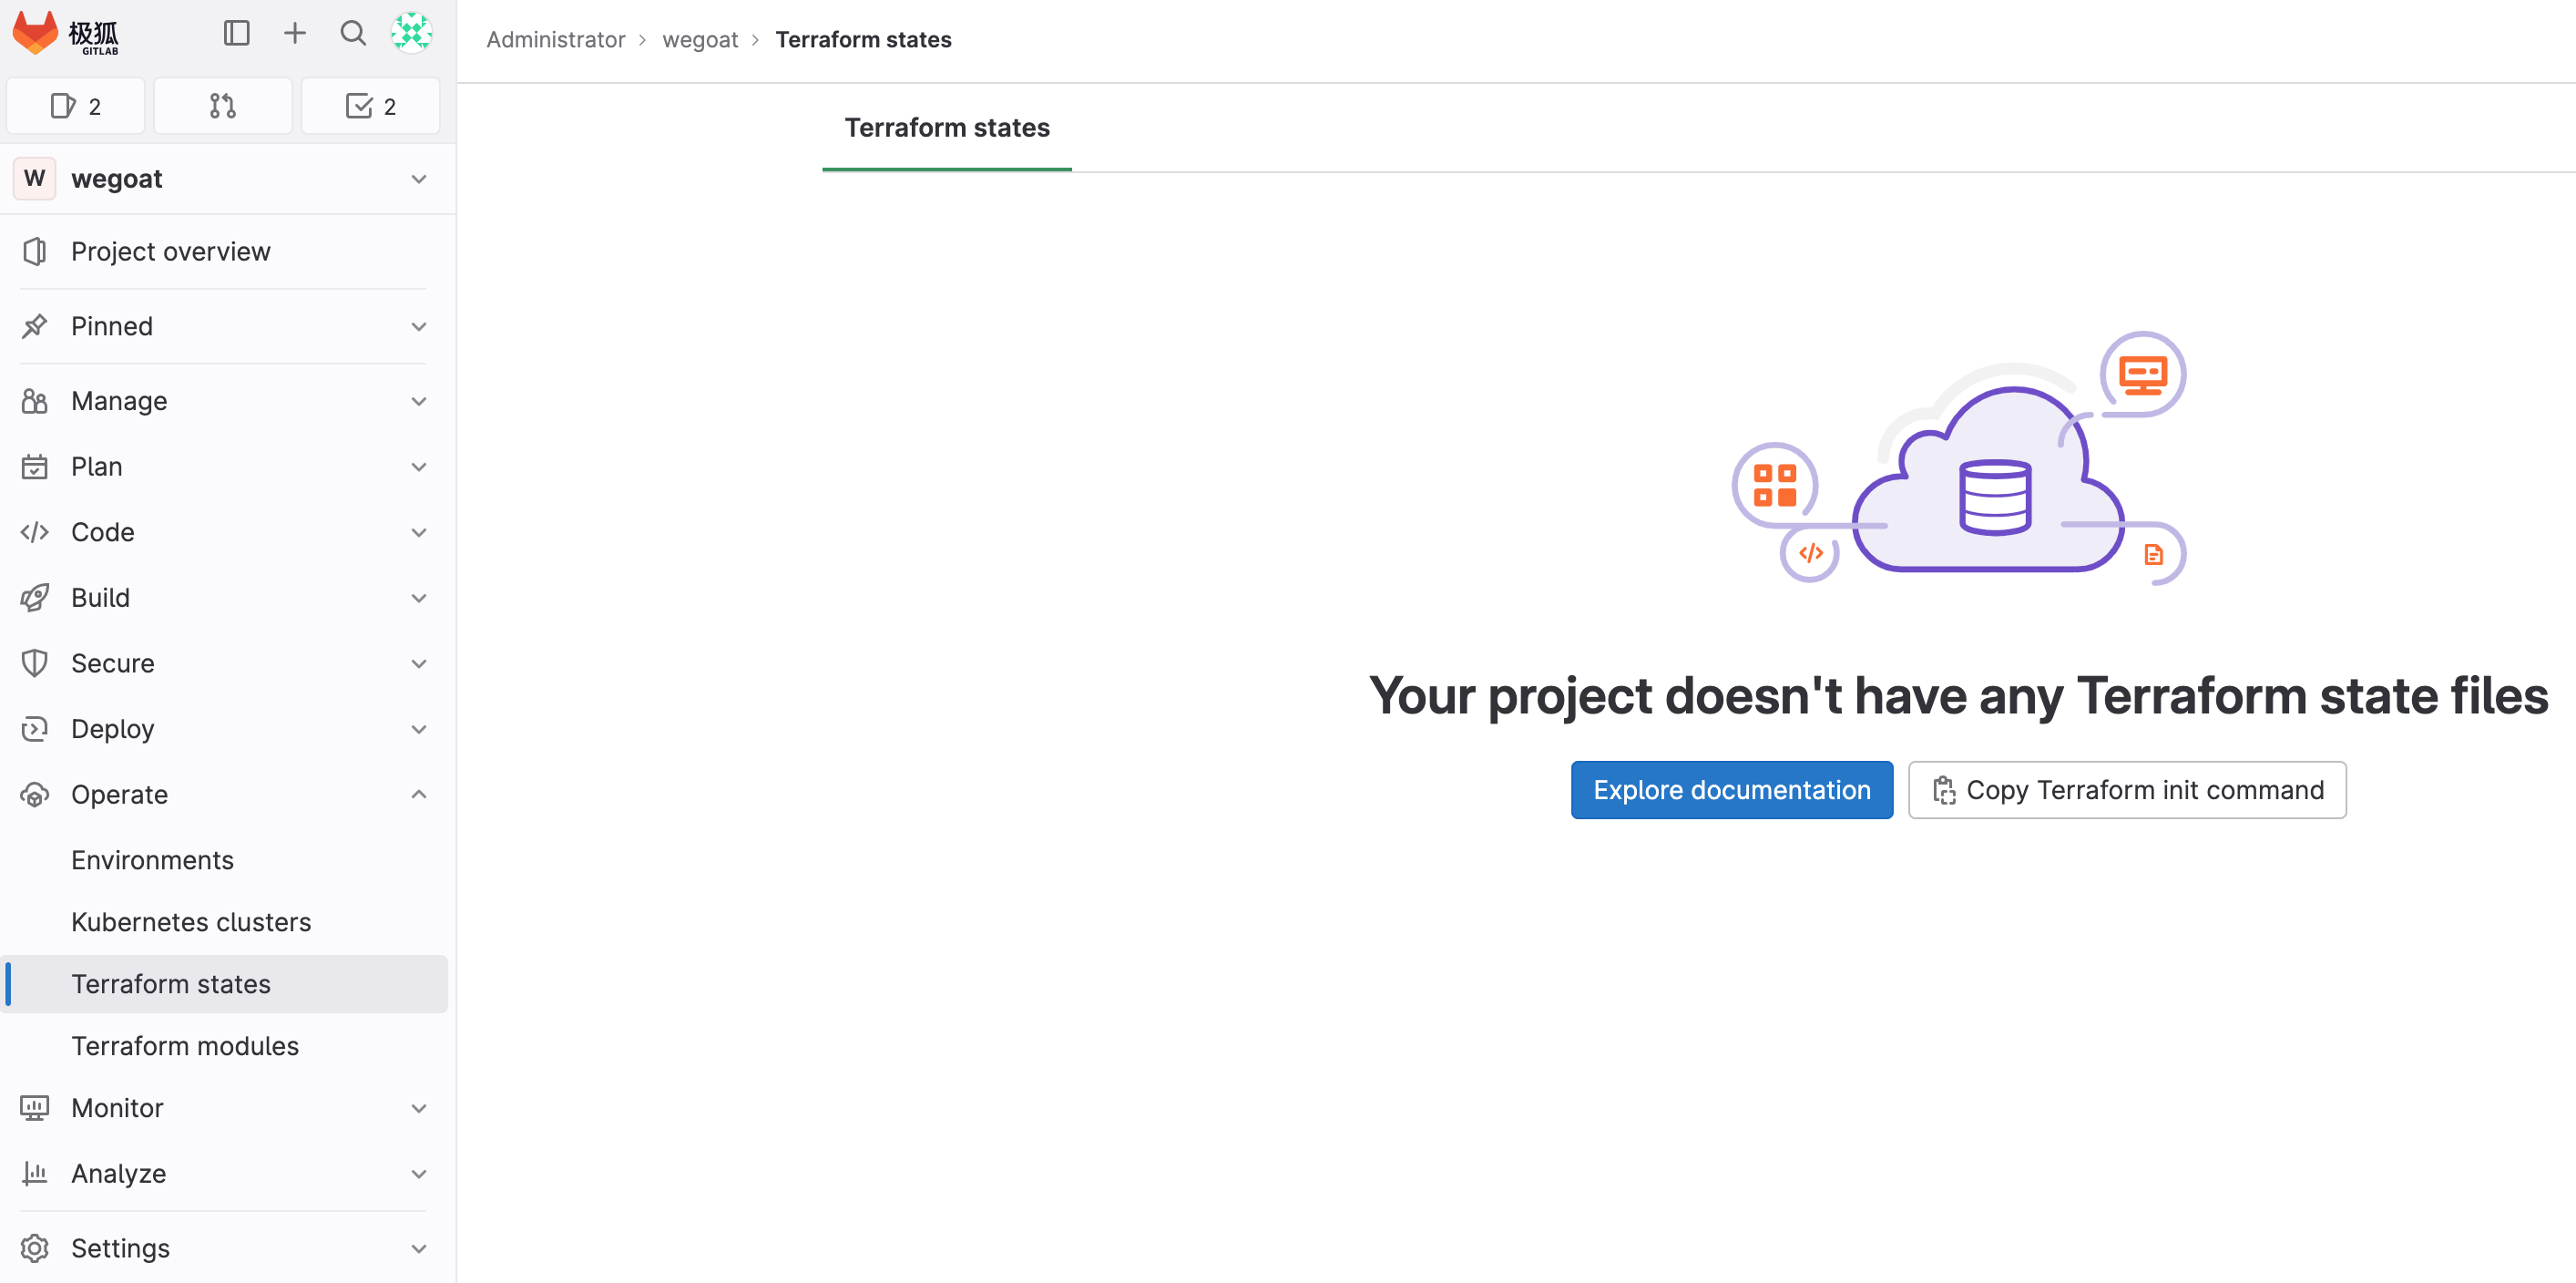 极狐
GITLAB
2
2
W wegoat
Project overview
Pinned
Manage
Plan
Code
Build
Secure
Deploy
Operate
Environments
Kubernetes clusters
Terraform states
Terraform modules
Monitor
Analyze
Settings
Administrator > wegoat > Terraform states
Terraform states
Your project doesn't have any Terraform state files
Explore documentation
Copy Terraform init command